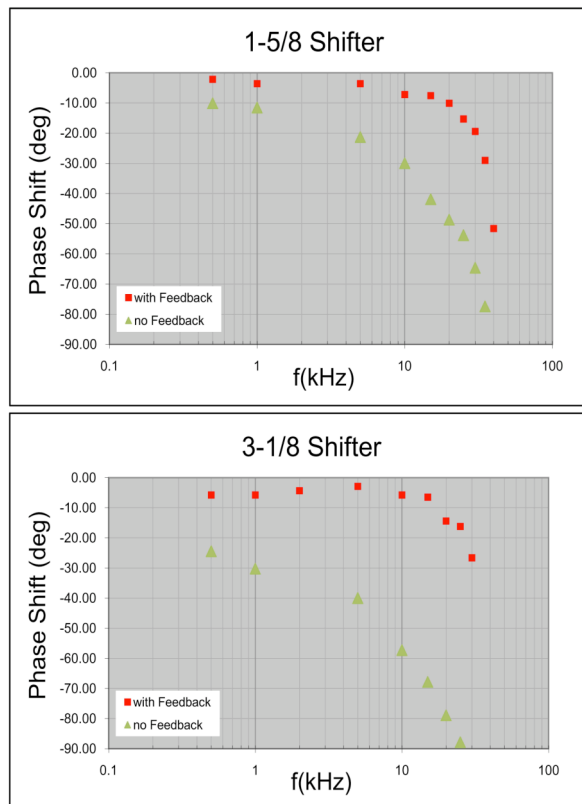 1-5/8 Shifter
Phase Shift (deg)
0.00
-10.00
-20.00
-30.00
-40.00
-50.00
-60.00
-70.00
-80.00
-90.00
with Feedback
no Feedback
0.1 1 10 100
f(kHz)
3-1/8 Shifter
Phase Shift (deg)
0.00
-10.00
-20.00
-30.00
-40.00
-50.00
-60.00
-70.00
-80.00
-90.00
with Feedback
no Feedback
0.1 1 10 100
f(kHz)